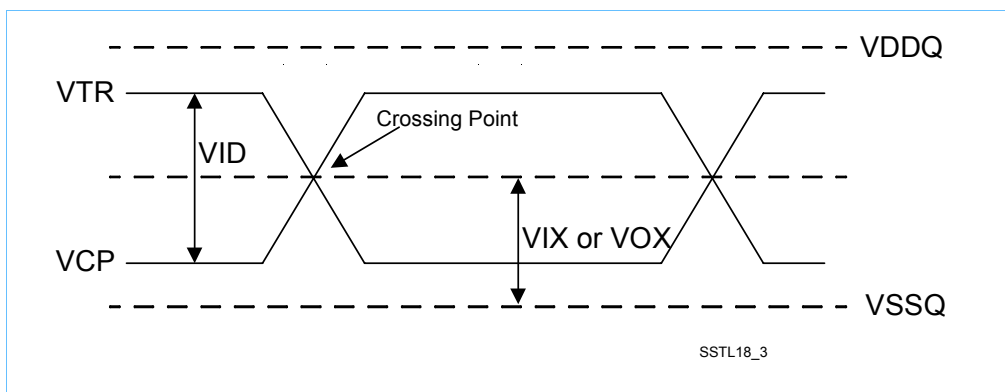 VDDQ
VTR
Crossing Point
VID
VIX or VOX
VCP
VSSQ
SSTL18_3